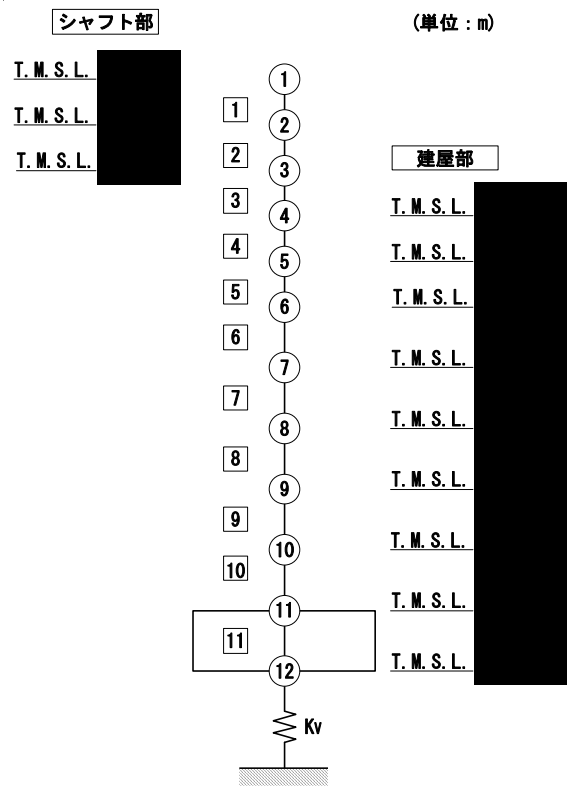 シャフト部
(単位：m)
T. M. S. L.
T. M. S. L.
T. M. S. L.
建屋部
T. M. S. L.
T. M. S. L.
T. M. S. L.
T. M. S. L.
T. M. S. L.
T. M. S. L.
T. M. S. L.
T. M. S. L.
T. M. S. L.
1
2
3
4
5
6
7
8
9
10
11
1
2
3
4
5
6
7
8
9
10
11
12
Kv